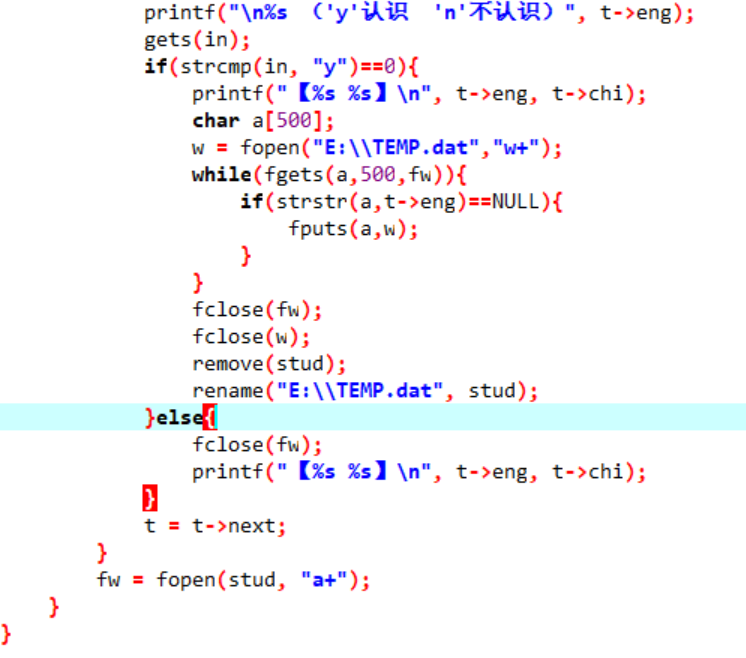 printf("\n%s （'y'认识  'n'不认识）", t->eng);
gets(in);
if(strcmp(in, "y")==0){
printf("【%s %s】\n", t->eng, t->chi);
char a[500];
w = fopen("E:\\TEMP.dat","w+");
while(fgets(a,500,fw)){
if(strstr(a,t->eng)==NULL){
fputs(a,w);
}
}
fclose(fw);
fclose(w);
remove(stud);
rename("E:\\TEMP.dat", stud);
}else{
fclose(fw);
printf("【%s %s】\n", t->eng, t->chi);
}
t = t->next;
}
fw = fopen(stud, "a+");
}
}